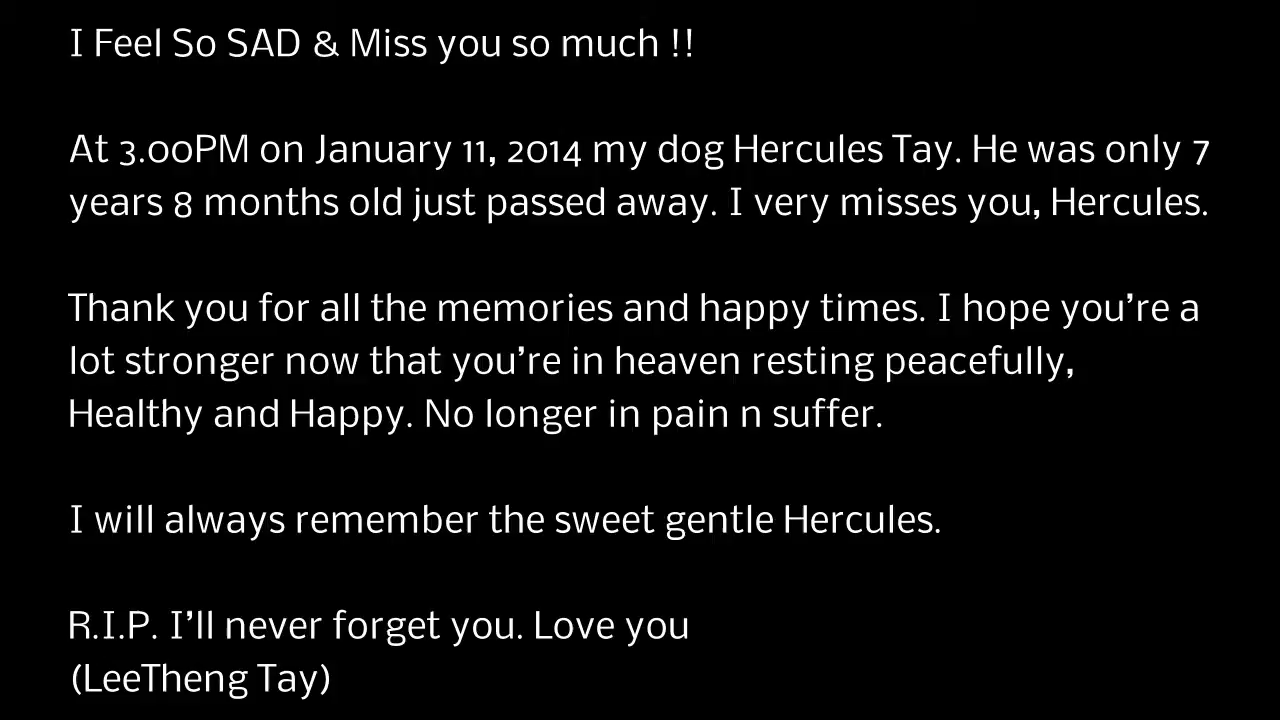 I Feel So SAD & Miss you so much !!
At 3.00PM on January 11, 2014 my dog Hercules Tay. He was only 7
years 8 months old just passed away. I very misses you, Hercules.
Thank you for all the memories and happy times. I hope you’re a
lot stronger now that you’re in heaven resting peacefully,
Healthy and Happy. No longer in pain n suffer.
I will always remember the sweet gentle Hercules.
R.I.P. I’ll never forget you. Love you
(LeeTheng Tay)